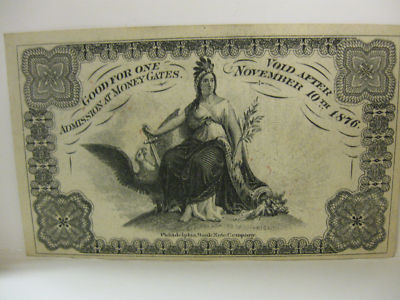 GOOD FOR ONE
ADMISSION AT MONEY GATES.
VOID AFTER
NOVEMBER 10TH 1876.
Philadelphia Bank Note Company.